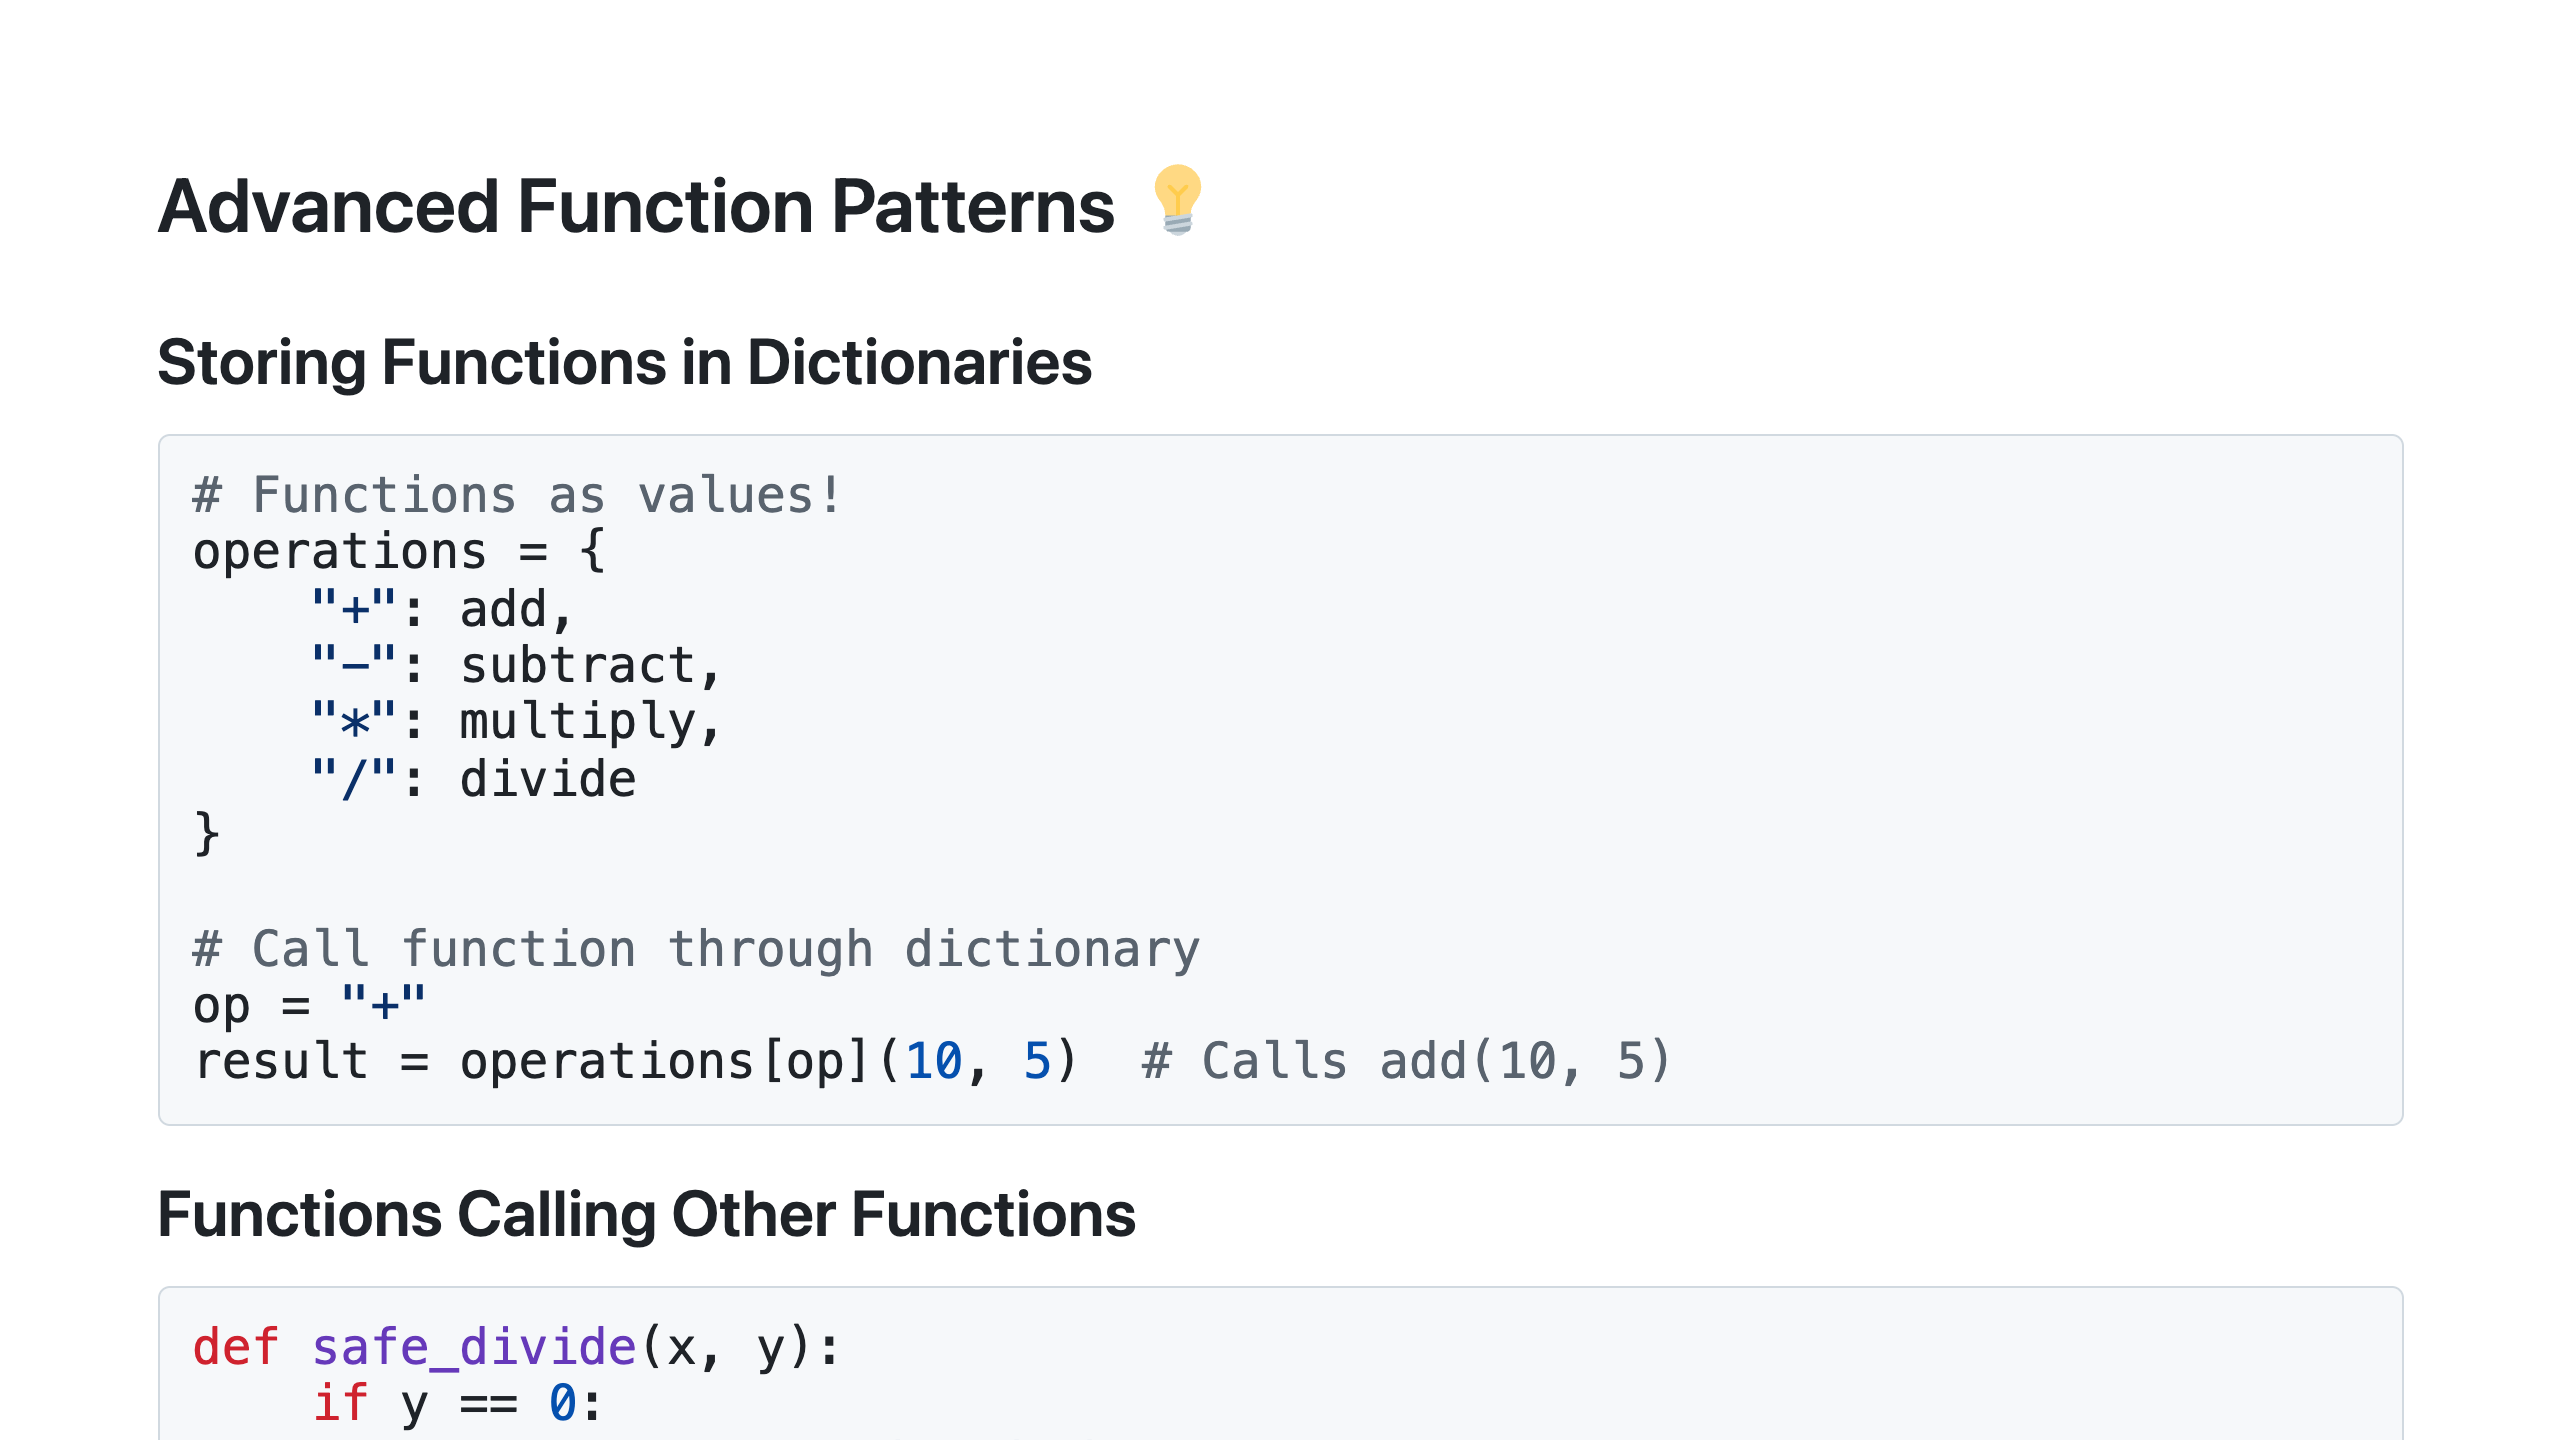 Advanced Function Patterns 💡
Storing Functions in Dictionaries
# Functions as values!
operations = {
    "+": add,
    "-": subtract,
    "*": multiply,
    "/": divide
}
# Call function through dictionary
op = "+"
result = operations[op](10, 5)  # Calls add(10, 5)
Functions Calling Other Functions
def safe_divide(x, y):
    if y == 0: